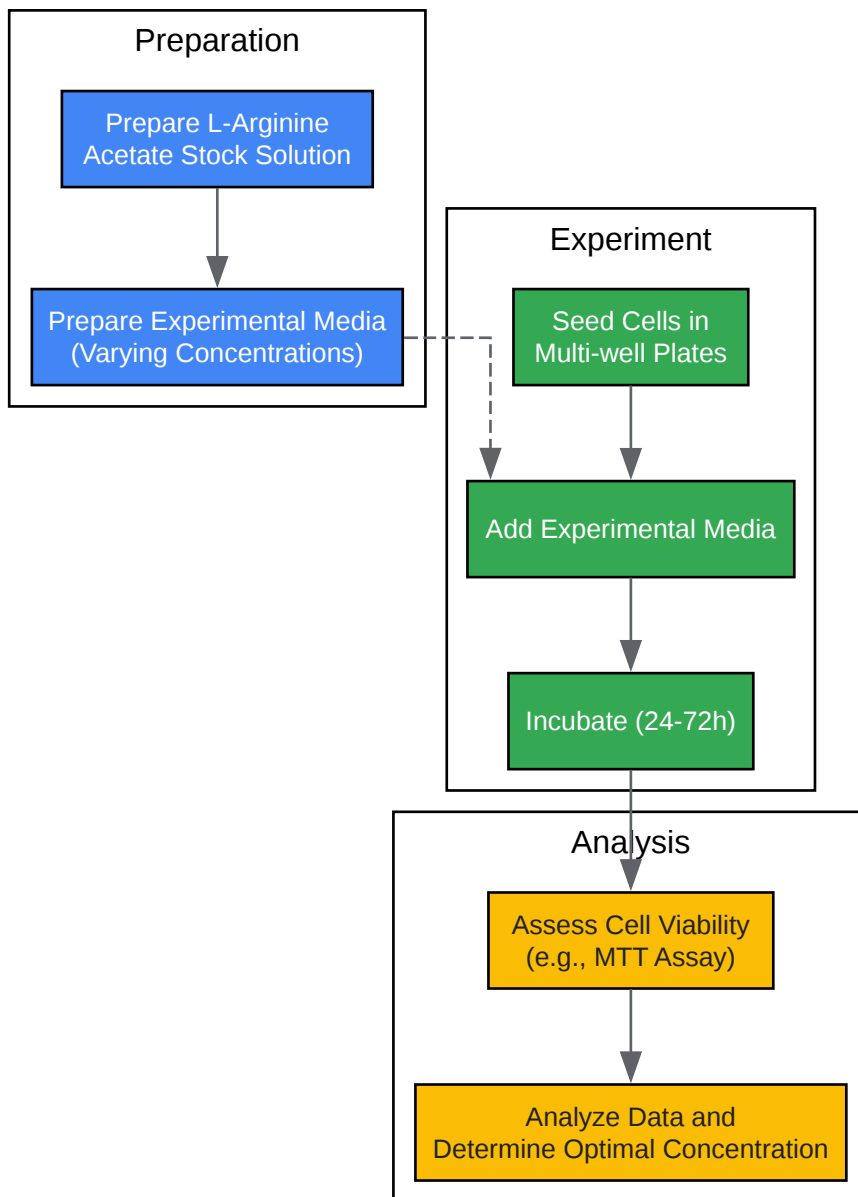 Preparation
Prepare L-Arginine
Acetate Stock Solution
Prepare Experimental Media
(Varying Concentrations)
Experiment
Seed Cells in
Multi-well Plates
Add Experimental Media
Incubate (24-72h)
Analysis
Assess Cell Viability
(e.g., MTT Assay)
Analyze Data and
Determine Optimal Concentration